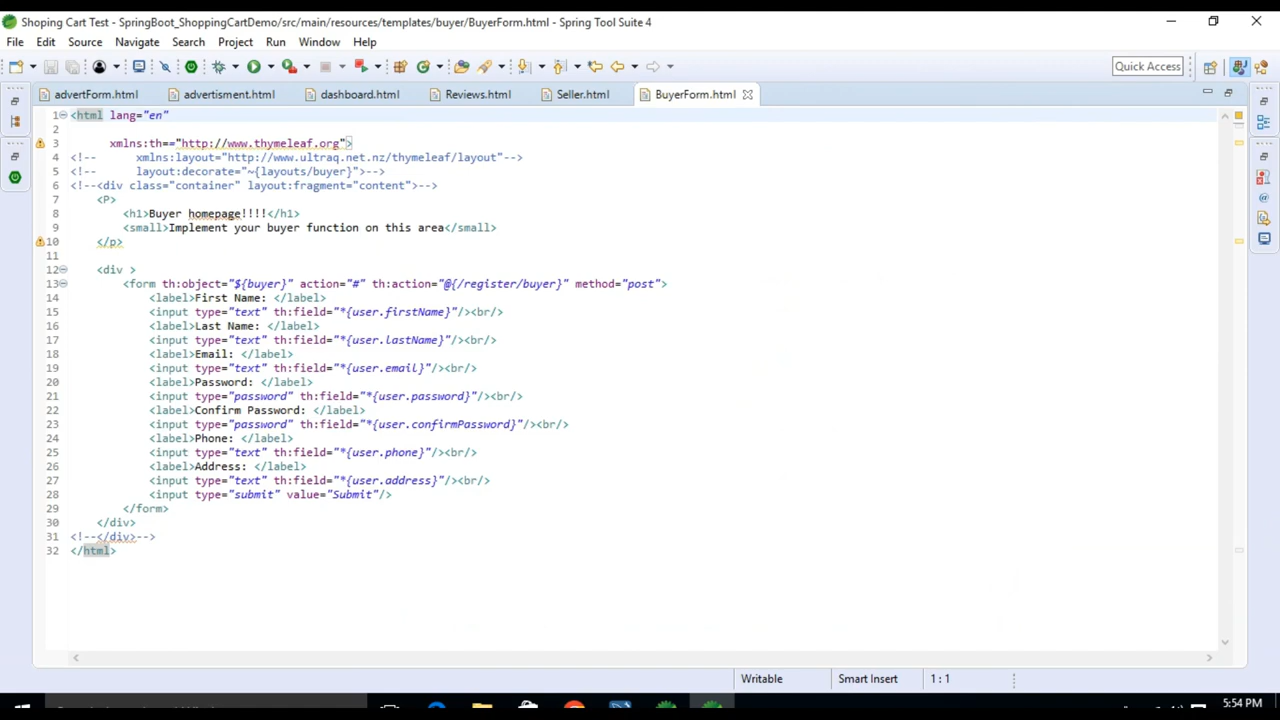 Shoping Cart Test - SpringBoot_ShoppingCartDemo/src/main/resources/templates/buyer/BuyerForm.html - Spring Tool Suite 4
File Edit Source Navigate Search Project Run Window Help
Quick Access
advertForm.html advertisment.html dashboard.html Reviews.html Seller.html BuyerForm.html
1 <html lang="en"
2
3 xmlns:th=="http://www.thymeleaf.org">
4 <!-- xmlns:layout="http://www.ultraq.net.nz/thymeleaf/layout"-->
5 <!-- layout:decorate="~{layouts/buyer}">-->
6 <!--<div class="container" layout:fragment="content">-->
7 <P>
8 <h1>Buyer homepage!!!!</h1>
9 <small>Implement your buyer function on this area</small>
10 </p>
11
12 <div >
13 <form th:object="${buyer}" action="#" th:action="@{/register/buyer}" method="post">
14 <label>First Name: </label>
15 <input type="text" th:field="*{user.firstName}"/><br/>
16 <label>Last Name: </label>
17 <input type="text" th:field="*{user.lastName}"/><br/>
18 <label>Email: </label>
19 <input type="text" th:field="*{user.email}"/><br/>
20 <label>Password: </label>
21 <input type="password" th:field="*{user.password}"/><br/>
22 <label>Confirm Password: </label>
23 <input type="password" th:field="*{user.confirmPassword}"/><br/>
24 <label>Phone: </label>
25 <input type="text" th:field="*{user.phone}"/><br/>
26 <label>Address: </label>
27 <input type="text" th:field="*{user.address}"/><br/>
28 <input type="submit" value="Submit"/>
29 </form>
30 </div>
31 <!--</div>-->
32 </html>
Writable Smart Insert 1 : 1
5:54 PM